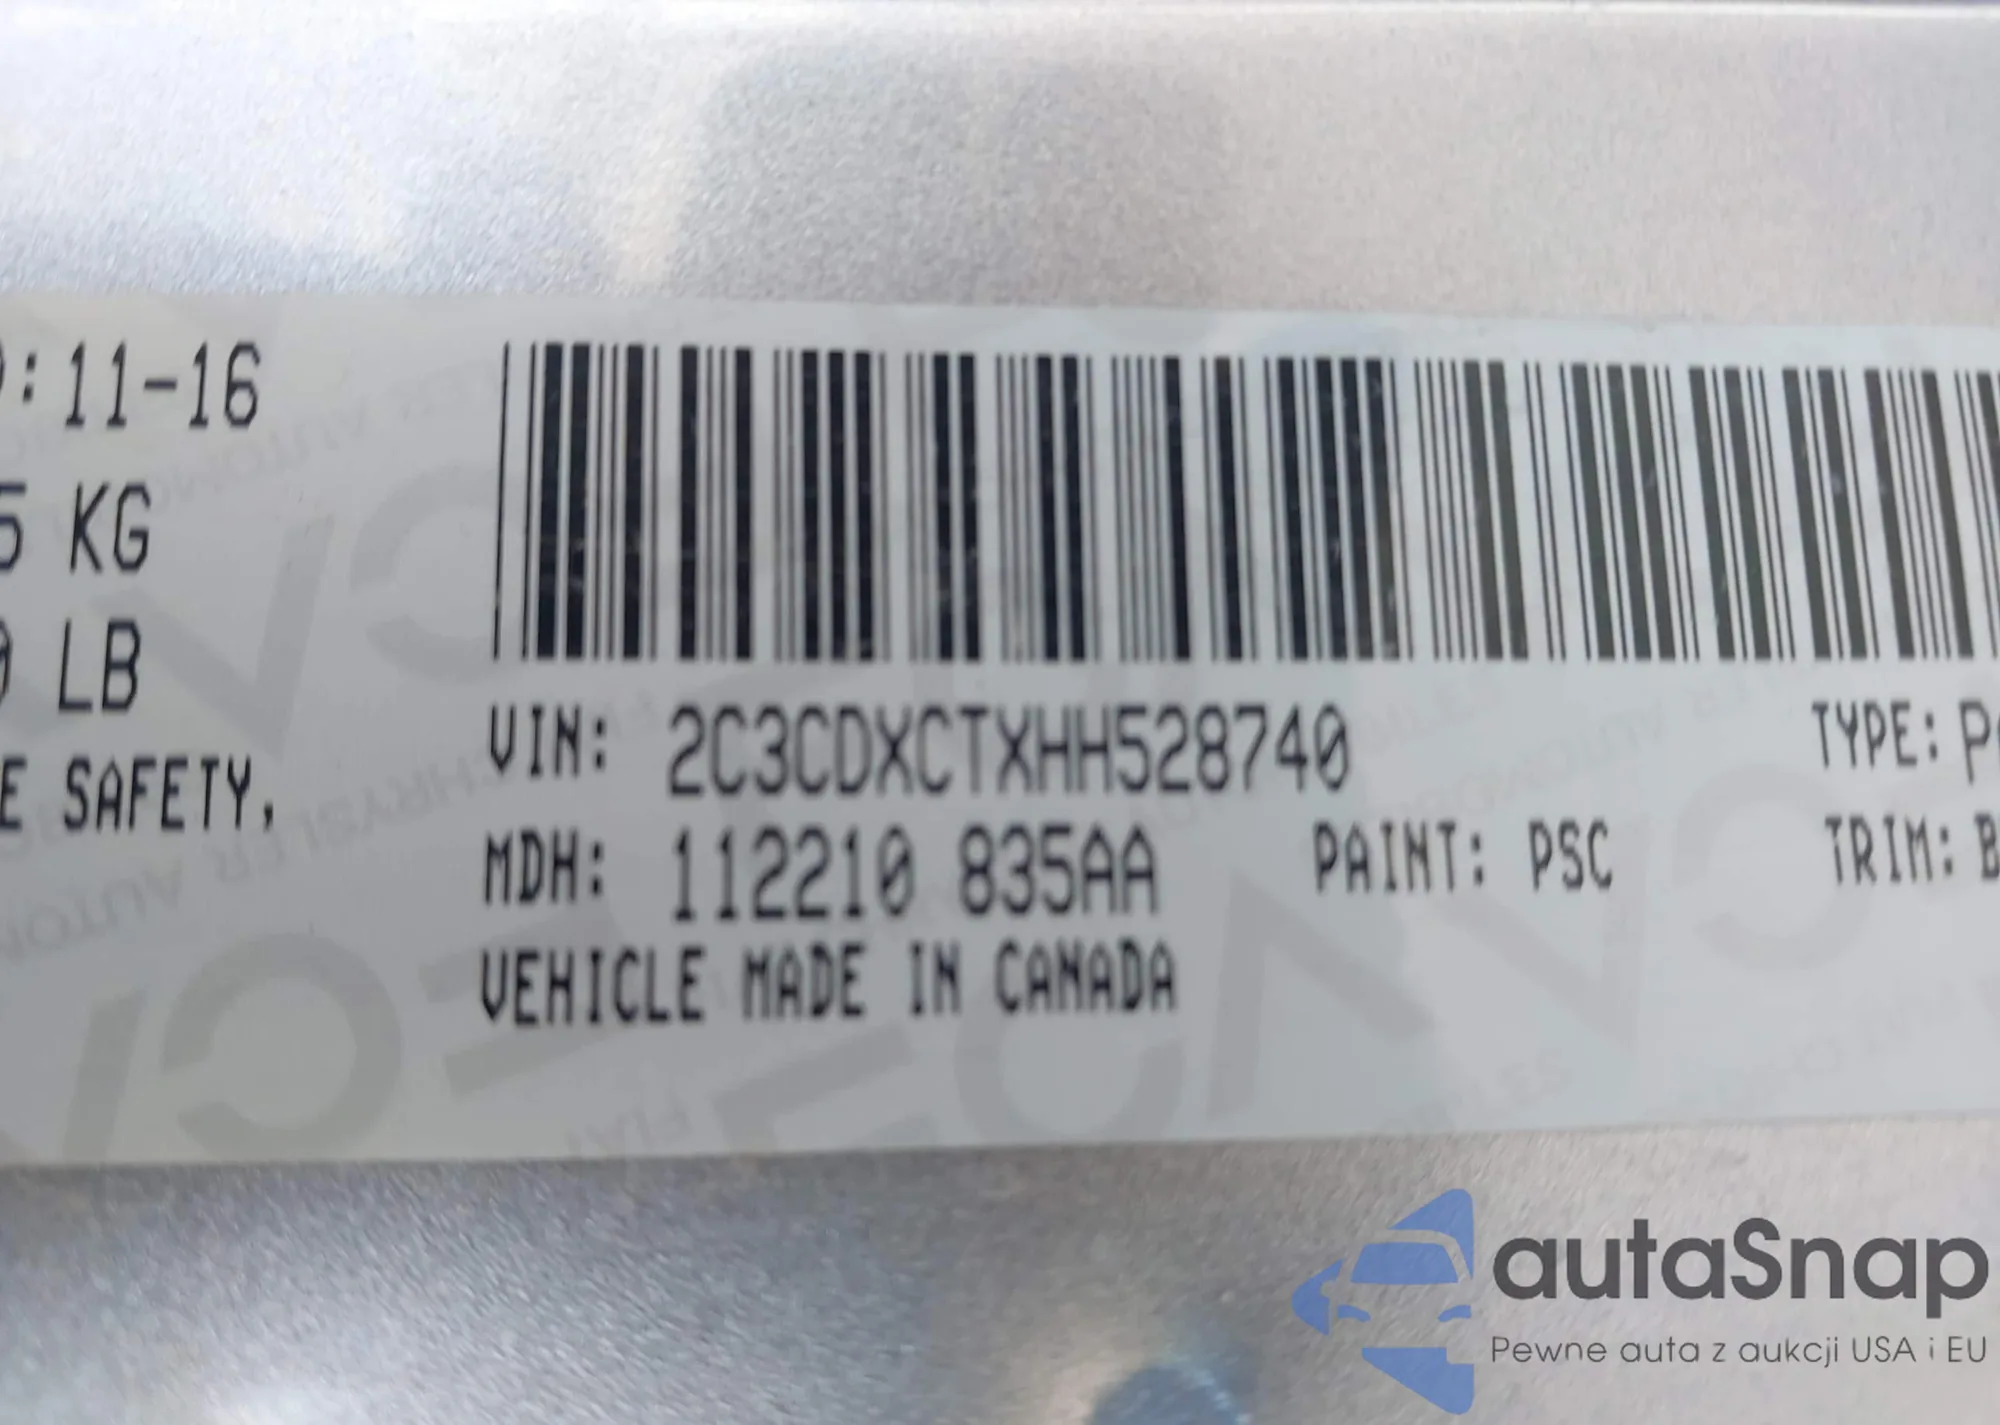 : 11-16
5 KG
LB
E SAFETY.
VIN: 2C3CDXCTXHH528740
TYPE:
MDH: 112210 835AA
PAINT: PSC
TRIM: B
VEHICLE MADE IN CANADA
autaSnap
Pewne auta z aukcji USA i EU